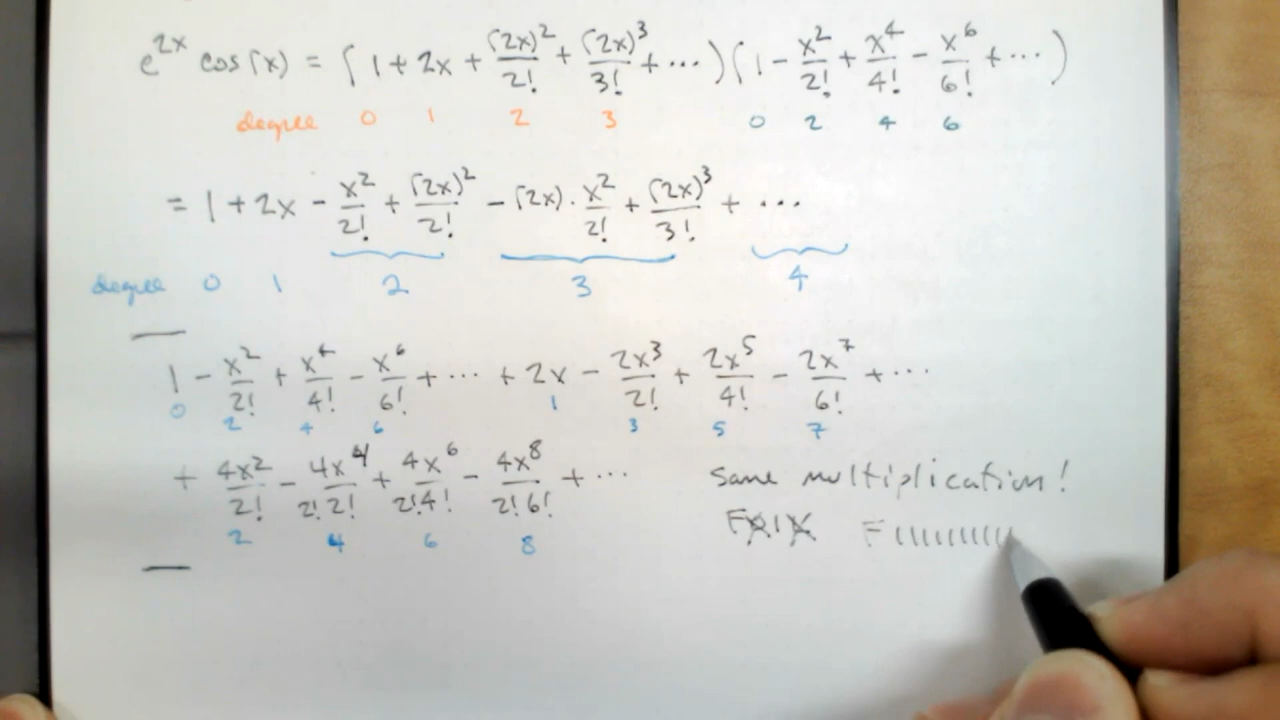 e^{2x} cos(x) = (1 + 2x + (2x)^2/2! + (2x)^3/3! + ⋯)(1 − x^2/2! + x^4/4! − x^6/6! + ⋯)
degree 0 1 2 3 0 2 4 6
= 1 + 2x − x^2/2! + (2x)^2/2! − (2x) · x^2/2! + (2x)^3/3! + ⋯
degree 0 1 2 3 4
1 − x^2/2! + x^4/4! − x^6/6! + ⋯ + 2x − 2x^3/2! + 2x^5/4! − 2x^7/6! + ⋯
0 2 4 6 1 3 5 7
+ 4x^2/2! − 4x^4/2!2! + 4x^6/2!4! − 4x^8/2!6! + ⋯ same multiplication!
2 4 6 8
FOIL FIIIIIIIIII